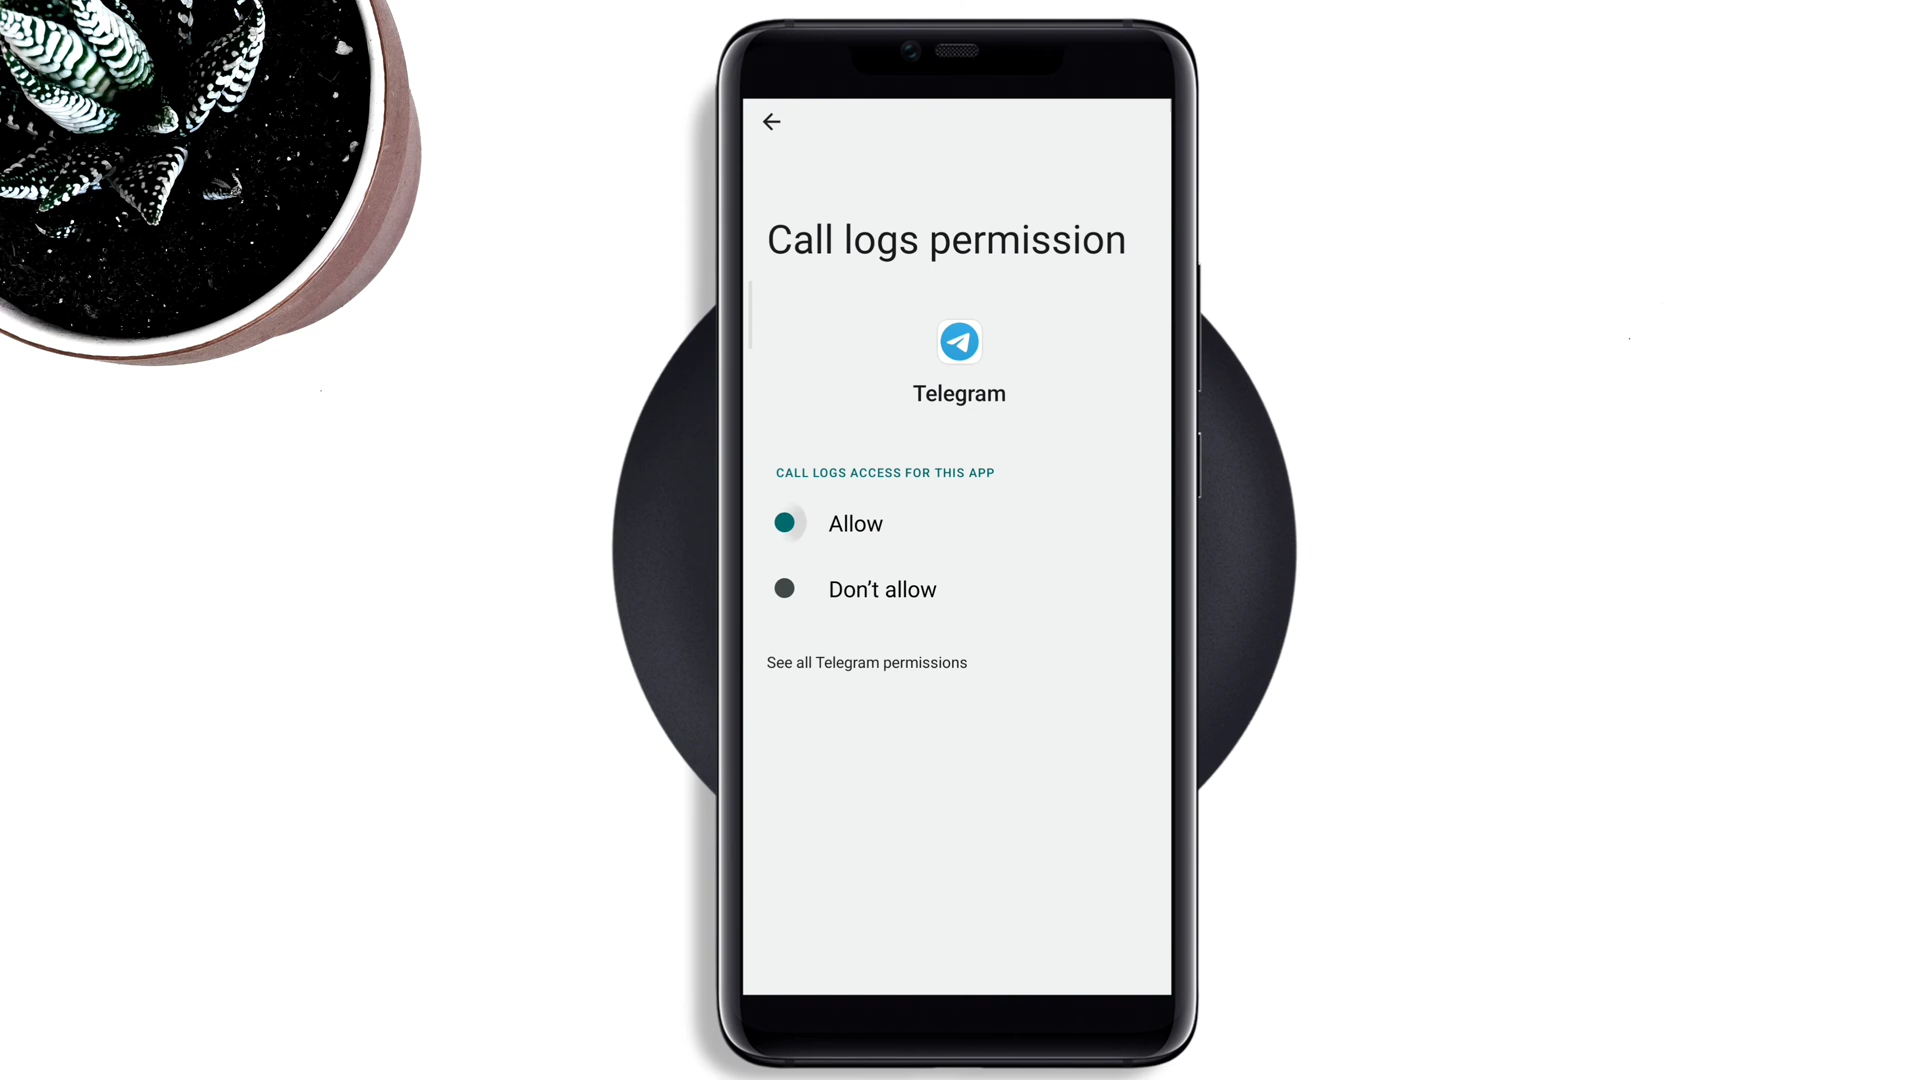 Call logs permission
Telegram
CALL LOGS ACCESS FOR THIS APP
Allow
Don’t allow
See all Telegram permissions